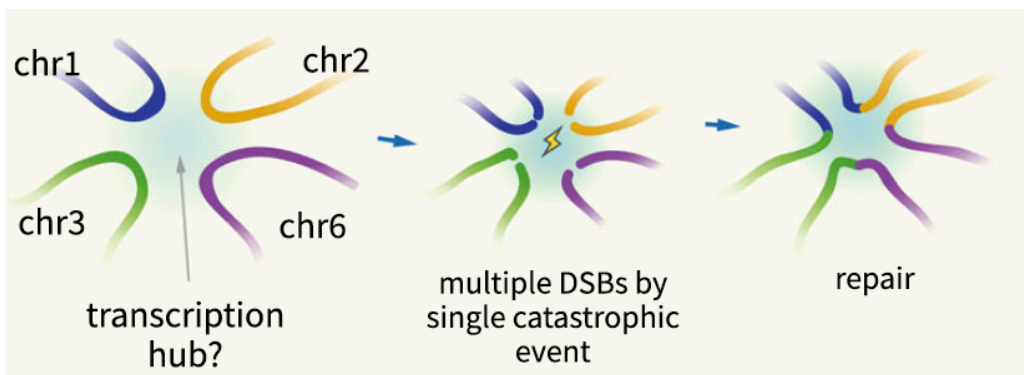 chr1
chr2
chr3
chr6
transcription
hub?
multiple DSBs by
single catastrophic
event
repair